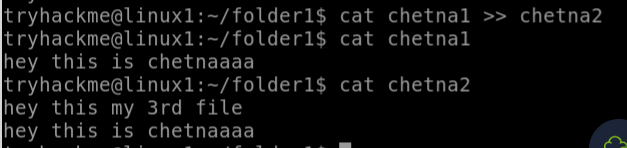 tryhackme@linux1:~/folder1$ cat chetna1 >> chetna2
tryhackme@linux1:~/folder1$ cat chetna1
hey this is chetnaaaa
tryhackme@linux1:~/folder1$ cat chetna2
hey this my 3rd file
hey this is chetnaaaa